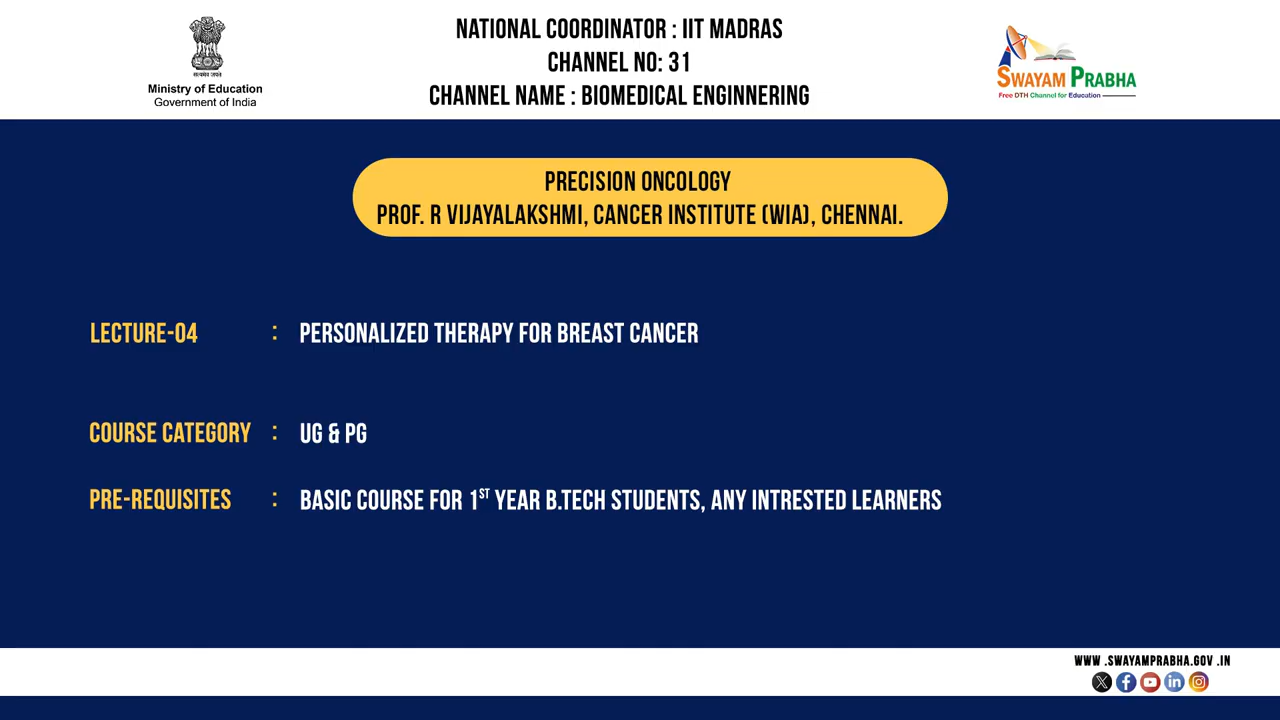 सत्यमेव जयते
Ministry of Education
Government of India
NATIONAL COORDINATOR : IIT MADRAS
CHANNEL NO: 31
CHANNEL NAME : BIOMEDICAL ENGINNERING
SWAYAM PRABHA
Free DTH Channel for Education
PRECISION ONCOLOGY
PROF. R VIJAYALAKSHMI, CANCER INSTITUTE (WIA), CHENNAI.
LECTURE-04 : PERSONALIZED THERAPY FOR BREAST CANCER
COURSE CATEGORY : UG & PG
PRE-REQUISITES : BASIC COURSE FOR 1ST YEAR B.TECH STUDENTS, ANY INTRESTED LEARNERS
WWW .SWAYAMPRABHA.GOV .IN